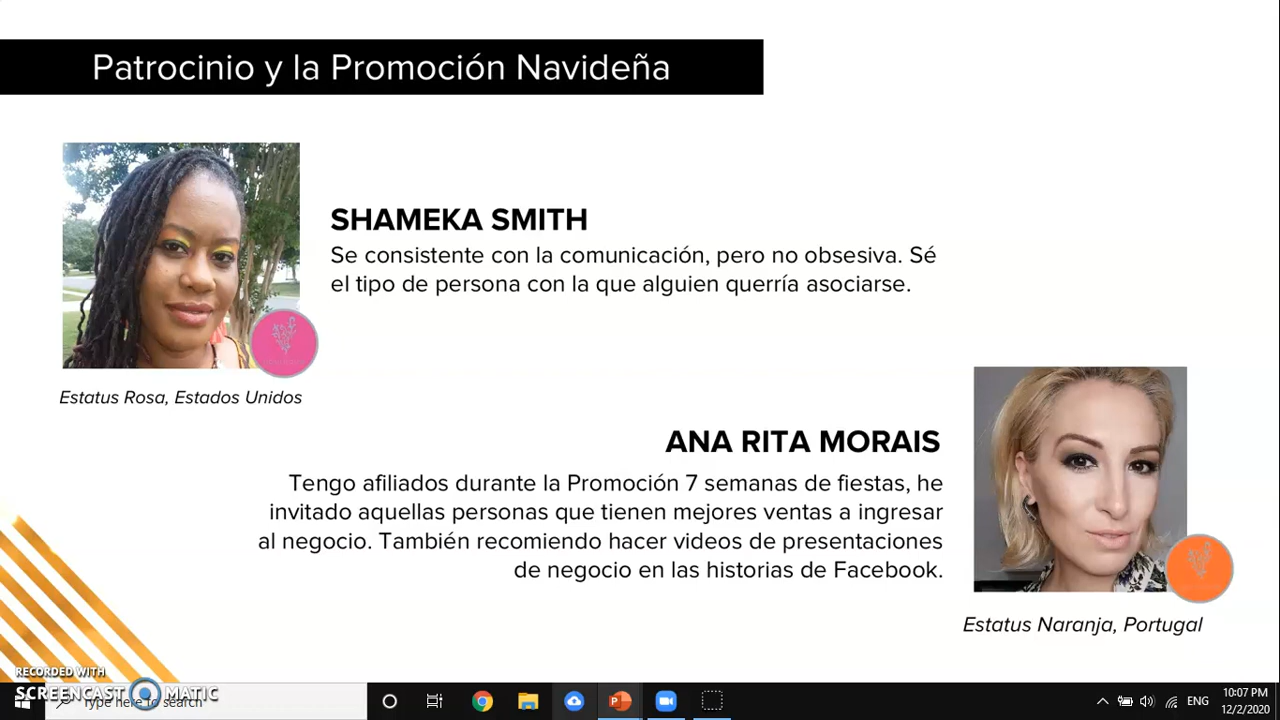 Patrocinio y la Promoción Navideña
SHAMEKA SMITH
Se consistente con la comunicación, pero no obsesiva. Sé
el tipo de persona con la que alguien querría asociarse.
Estatus Rosa, Estados Unidos
ANA RITA MORAIS
Tengo afiliados durante la Promoción 7 semanas de fiestas, he
invitado aquellas personas que tienen mejores ventas a ingresar
al negocio. También recomiendo hacer videos de presentaciones
de negocio en las historias de Facebook.
Estatus Naranja, Portugal
RECORDED WITH
SCREENCAST MATIC
Type here to search
ENG
10:07 PM
12/2/2020